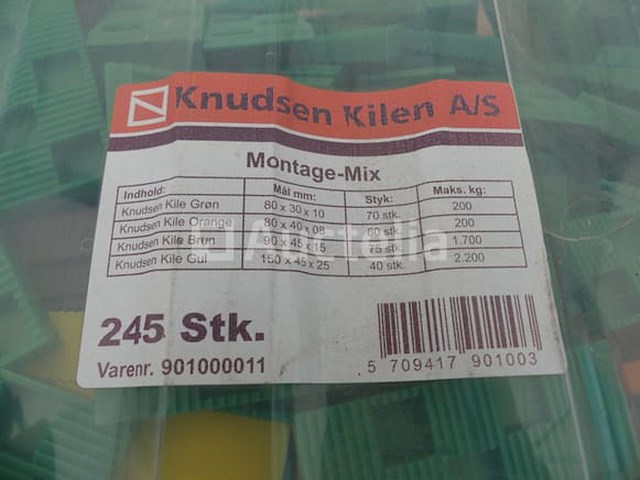 Knudsen Kilen A/S
Montage-Mix
Indhold: Mål mm: Styk: Maks. kg:
Knudsen Kile Grøn 80 x 30 x 10 70 stk. 200
Knudsen Kile Orange 80 x 40 x 08 60 stk. 200
Knudsen Kile Brun 90 x 45 x 15 75 stk. 1.700
Knudsen Kile Gul 150 x 45 x 25 40 stk. 2.200
Auctalia
245 Stk.
Varenr. 901000011
5 709417 901003